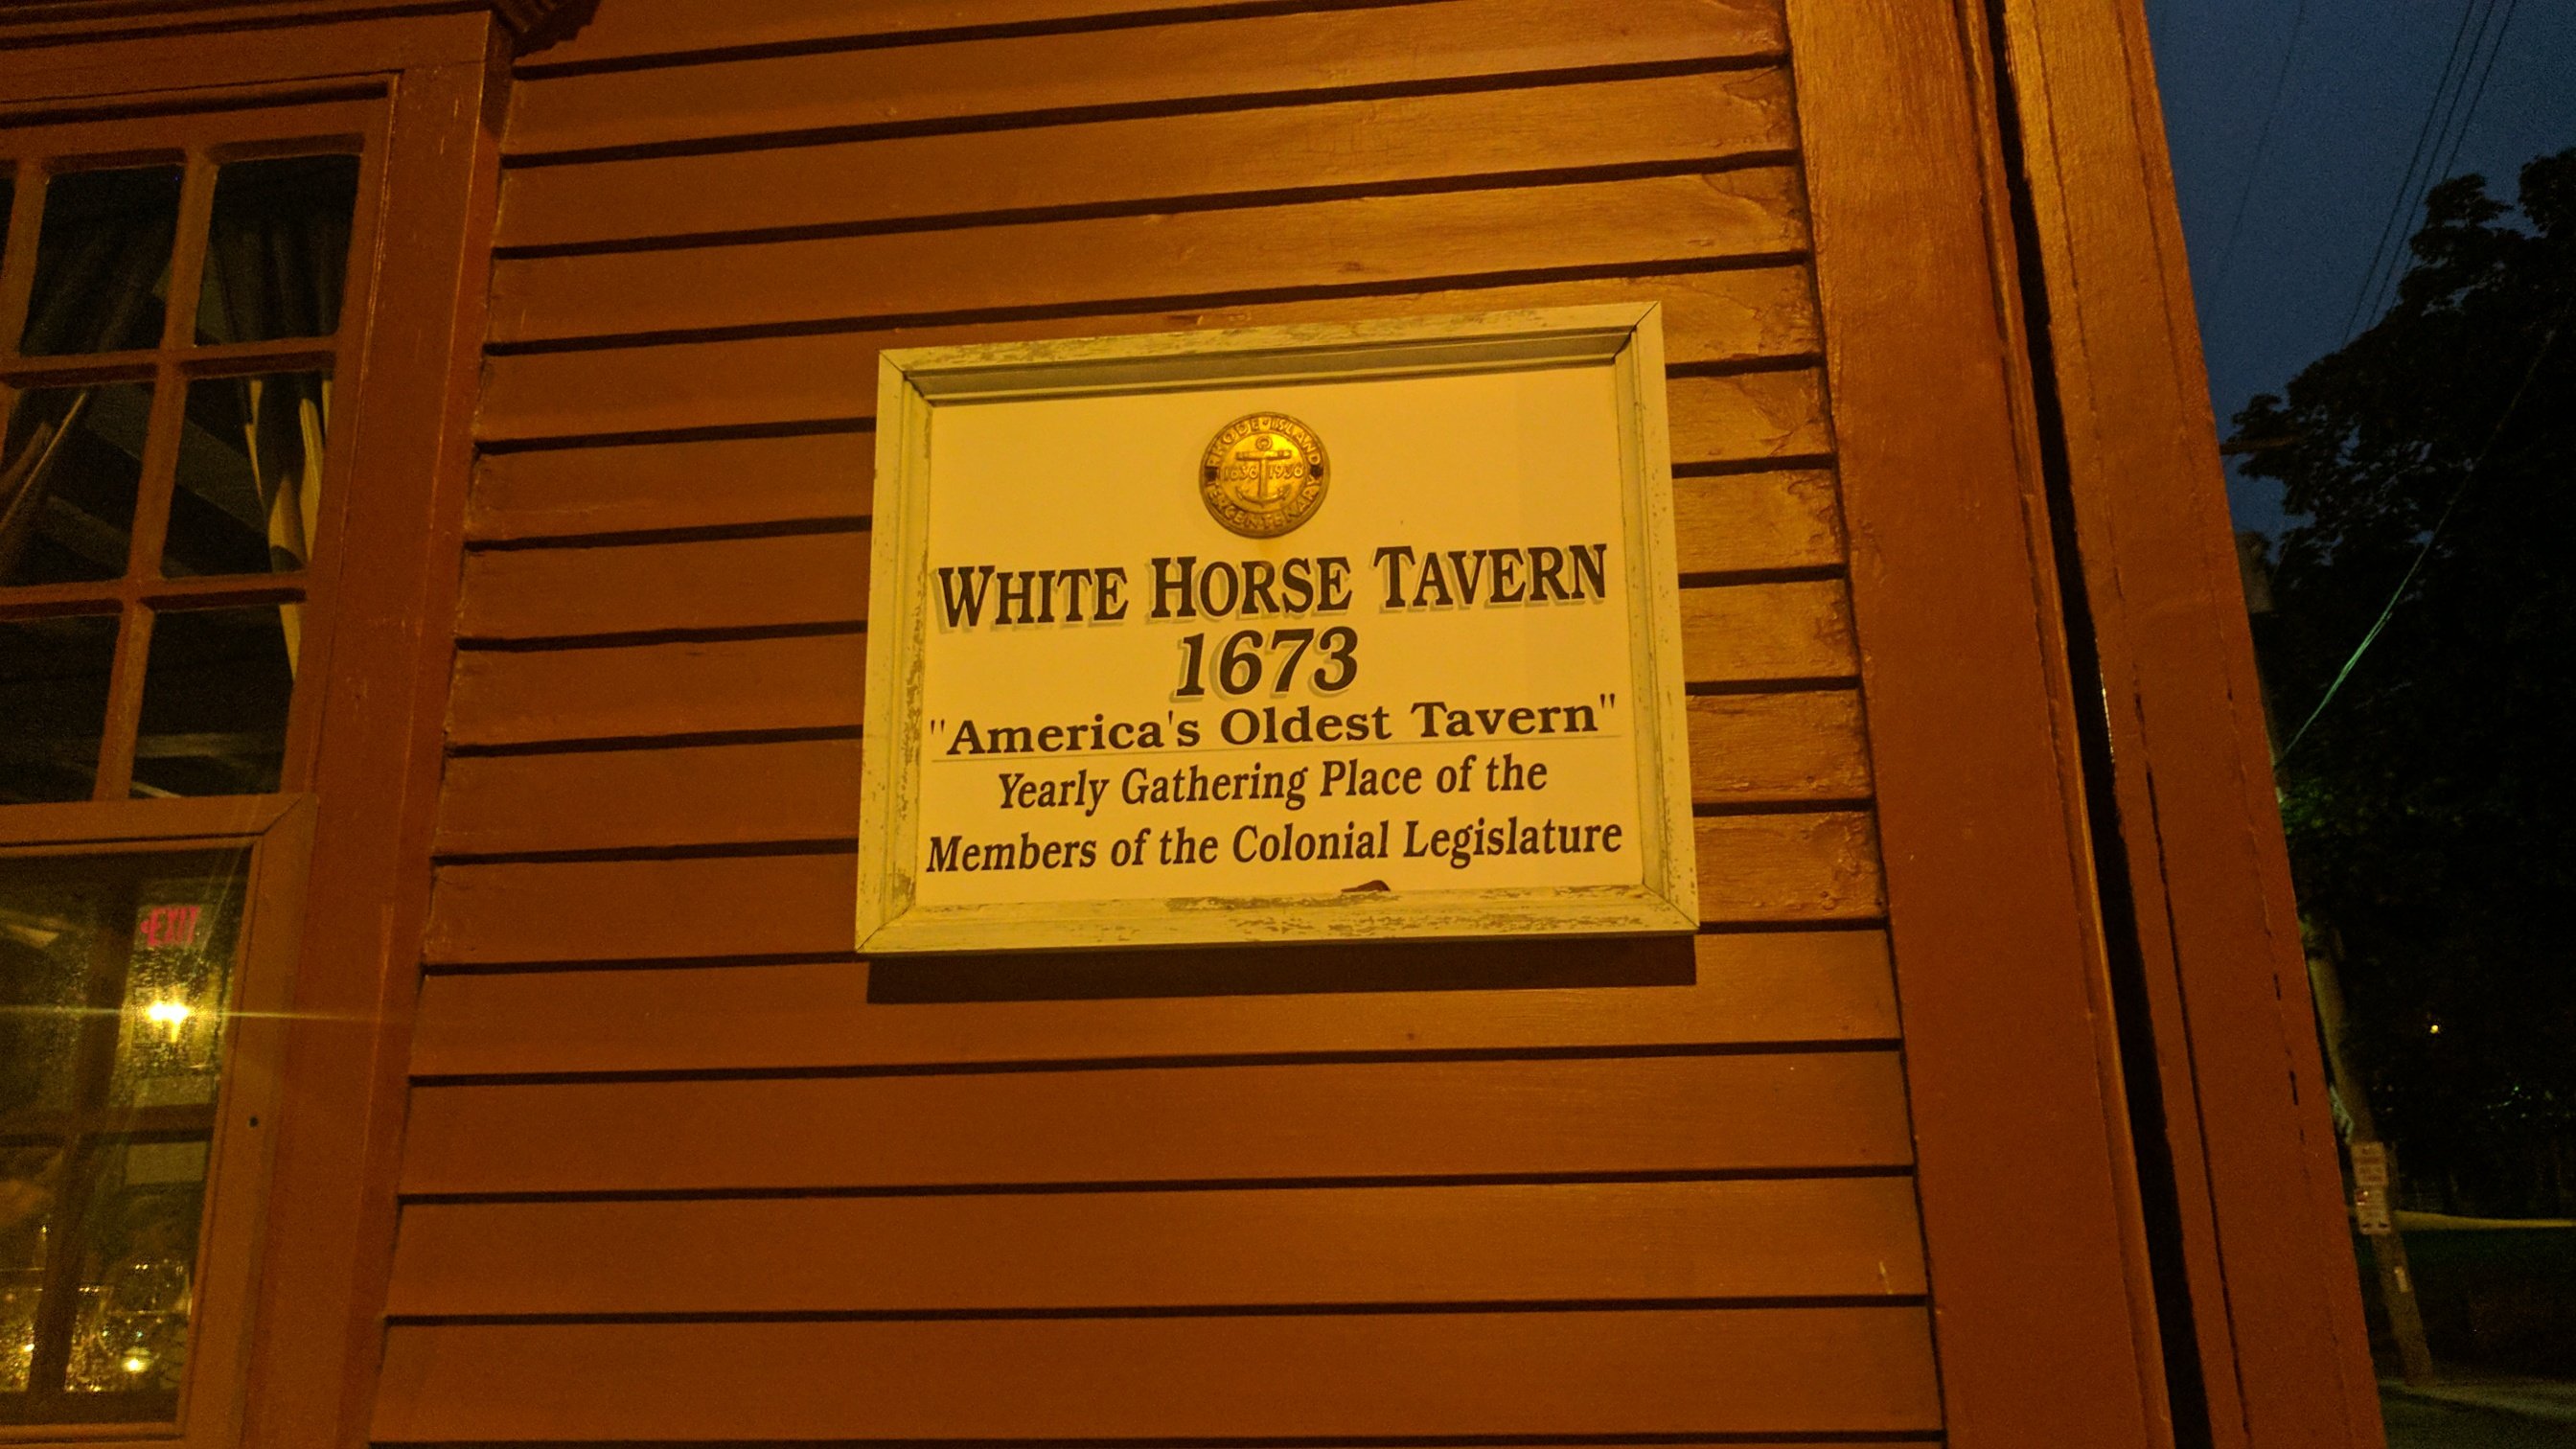 RHODE • ISLAND
1636 1936
TERCENTENARY
WHITE HORSE TAVERN
1673
"America's Oldest Tavern"
Yearly Gathering Place of the
Members of the Colonial Legislature
EXIT